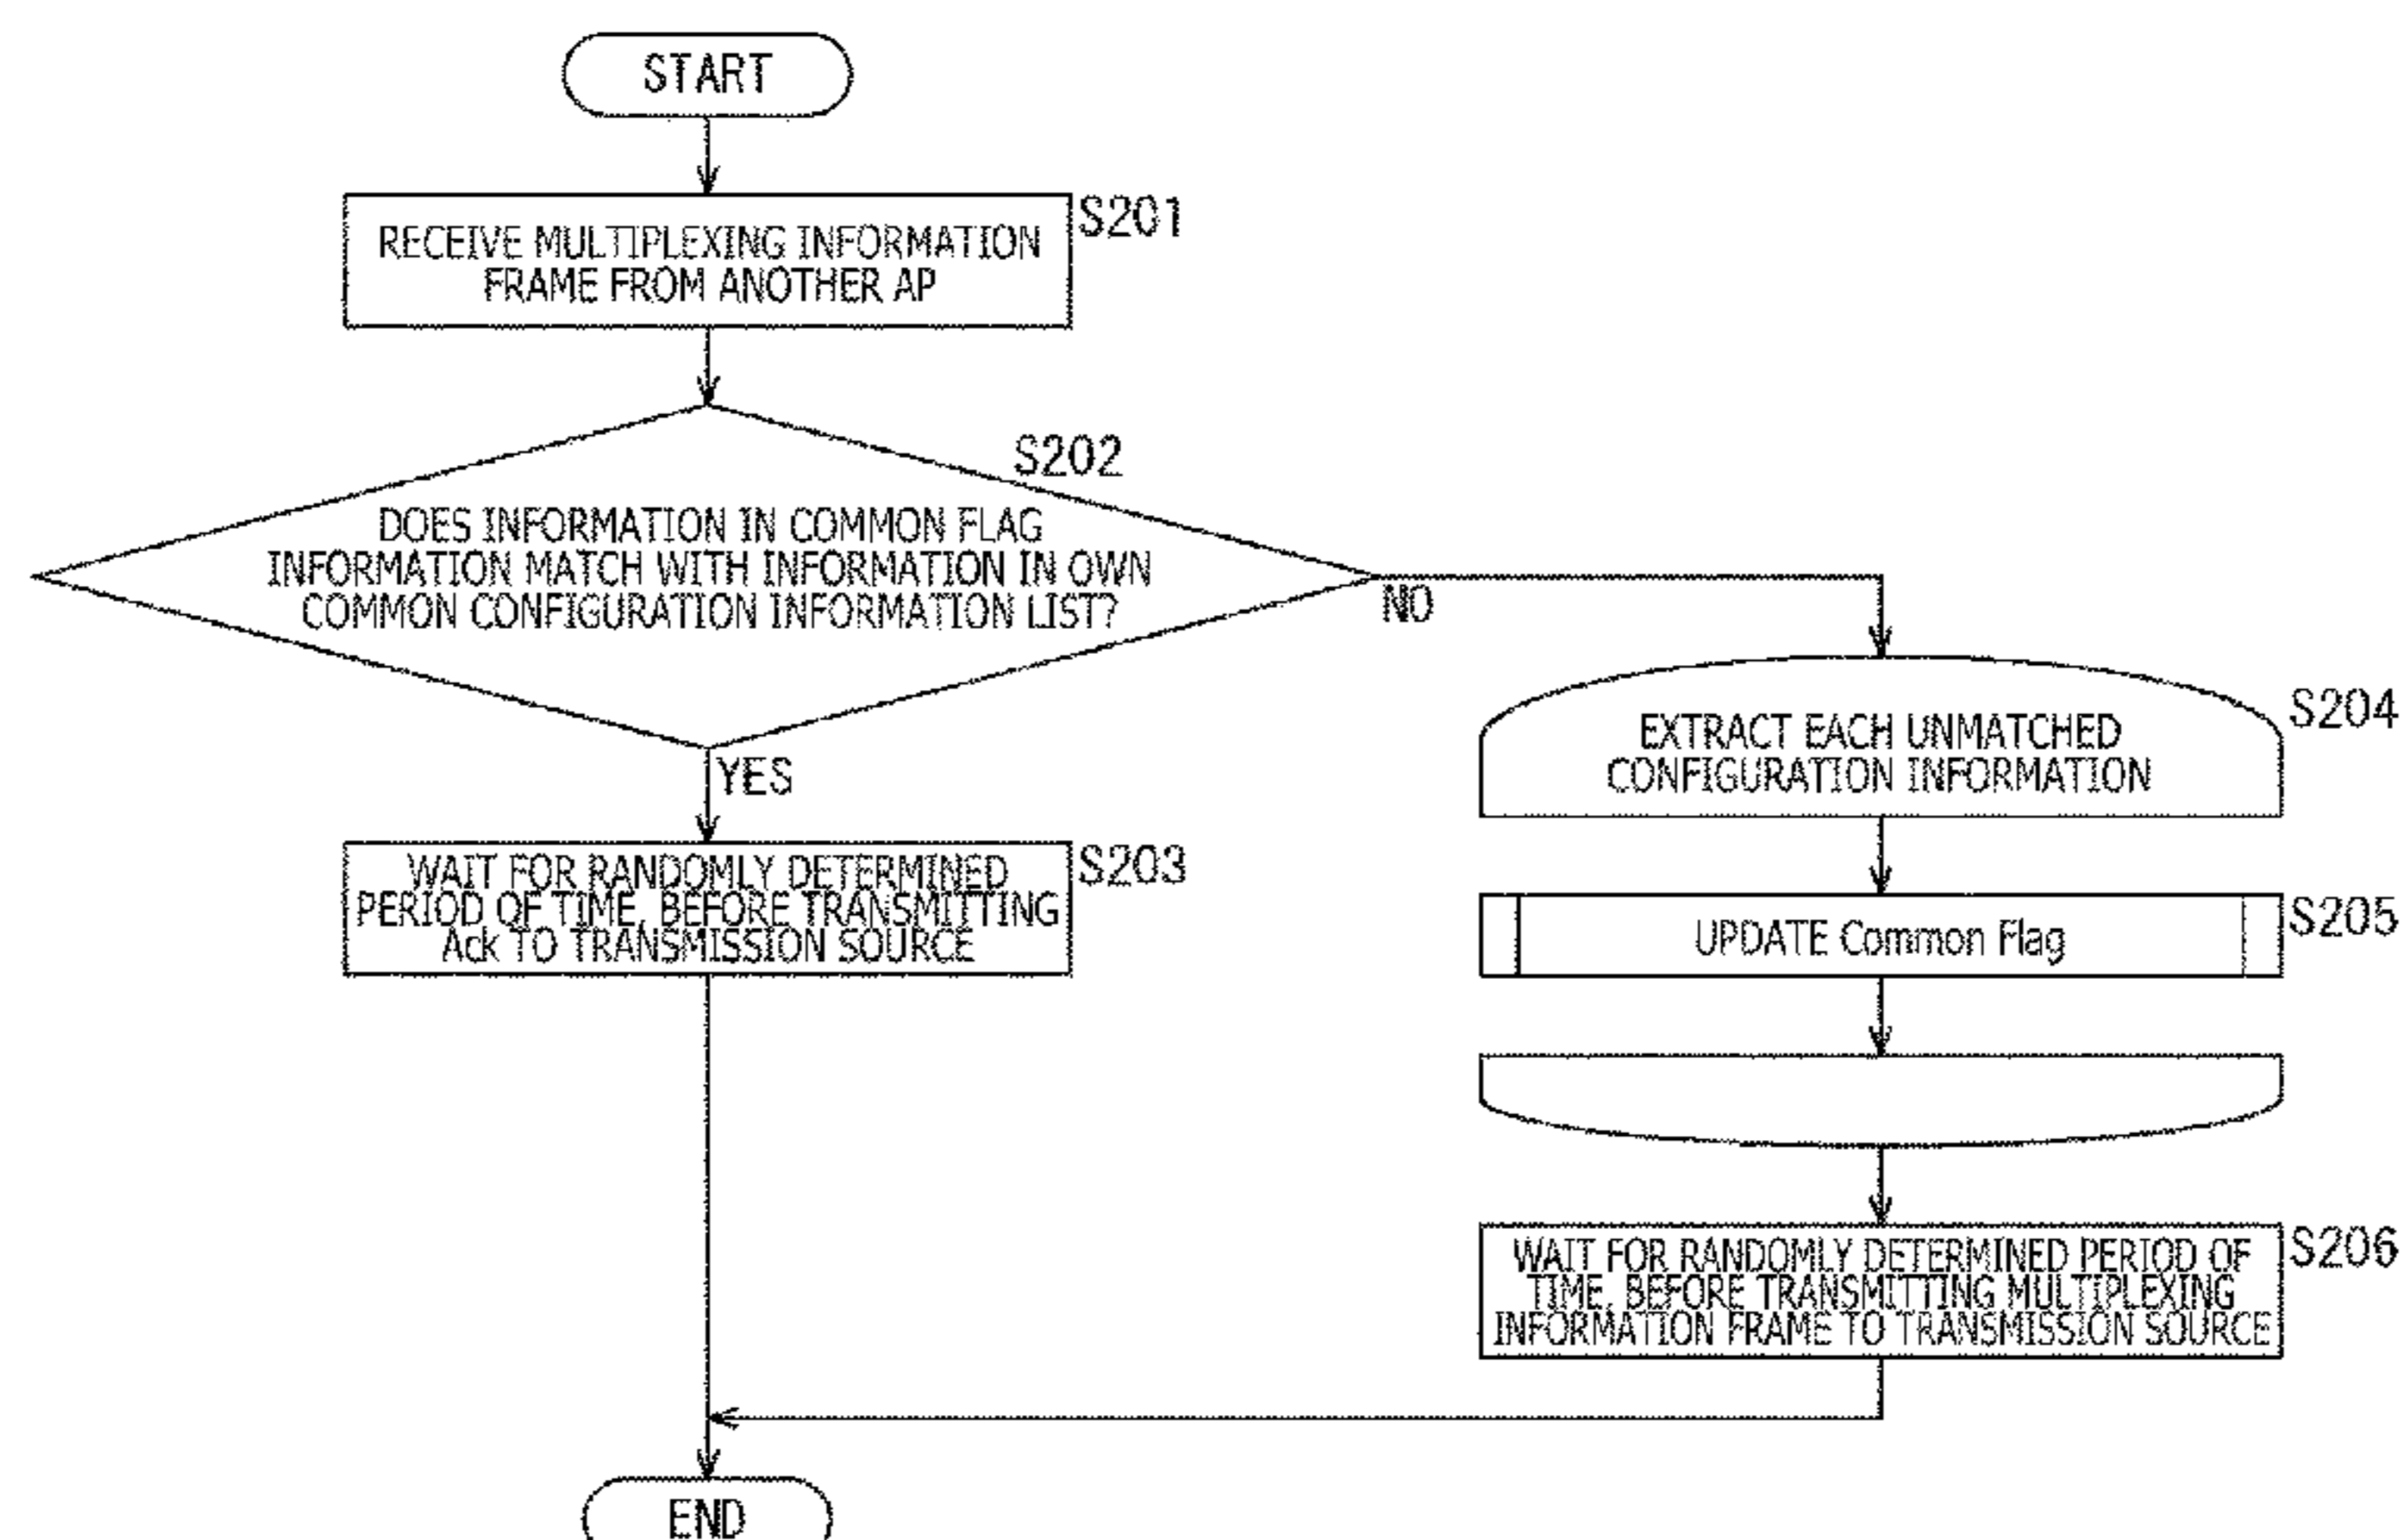 START
S201
RECEIVE MULTIPLEXING INFORMATION
FRAME FROM ANOTHER AP
S202
DOES INFORMATION IN COMMON FLAG
INFORMATION MATCH WITH INFORMATION IN OWN
COMMON CONFIGURATION INFORMATION LIST?
NO
YES
S203
WAIT FOR RANDOMLY DETERMINED
PERIOD OF TIME, BEFORE TRANSMITTING
Ack TO TRANSMISSION SOURCE
S204
EXTRACT EACH UNMATCHED
CONFIGURATION INFORMATION
S205
UPDATE Common Flag
S206
WAIT FOR RANDOMLY DETERMINED PERIOD OF
TIME, BEFORE TRANSMITTING MULTIPLEXING
INFORMATION FRAME TO TRANSMISSION SOURCE
END